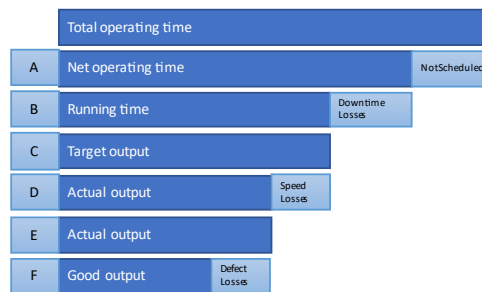 Total operating time
A Net operating time NotScheduled
B Running time Downtime
Losses
C Target output
D Actual output Speed
Losses
E Actual output
F Good output Defect
Losses